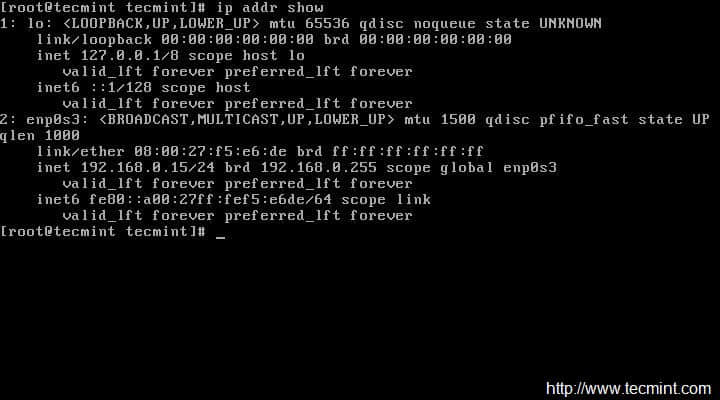 [root@tecmint tecmint]# ip addr show
1: lo: <LOOPBACK,UP,LOWER_UP> mtu 65536 qdisc noqueue state UNKNOWN
    link/loopback 00:00:00:00:00:00 brd 00:00:00:00:00:00
    inet 127.0.0.1/8 scope host lo
       valid_lft forever preferred_lft forever
    inet6 ::1/128 scope host
       valid_lft forever preferred_lft forever
2: enp0s3: <BROADCAST,MULTICAST,UP,LOWER_UP> mtu 1500 qdisc pfifo_fast state UP
qlen 1000
    link/ether 08:00:27:f5:e6:de brd ff:ff:ff:ff:ff:ff
    inet 192.168.0.15/24 brd 192.168.0.255 scope global enp0s3
       valid_lft forever preferred_lft forever
    inet6 fe80::a00:27ff:fef5:e6de/64 scope link
       valid_lft forever preferred_lft forever
[root@tecmint tecmint]# _
http://www.tecmint.com